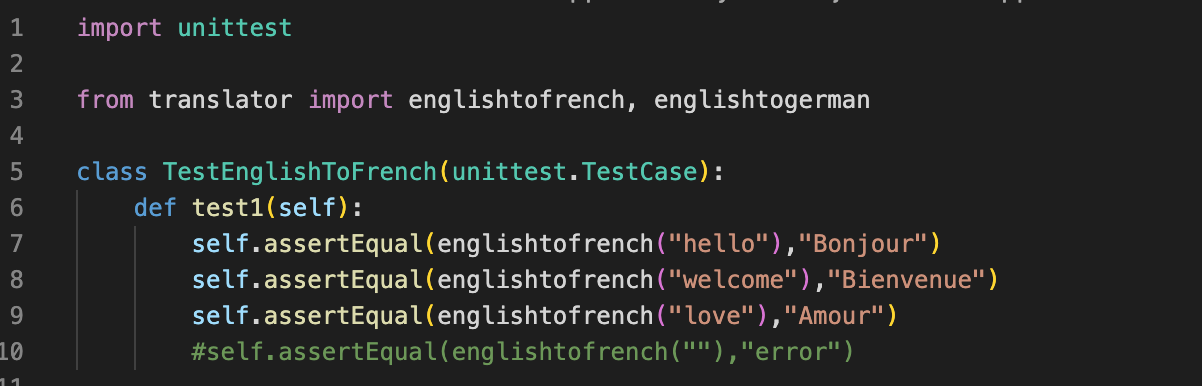 1 import unittest
2
3 from translator import englishtofrench, englishtogerman
4
5 class TestEnglishToFrench(unittest.TestCase):
6     def test1(self):
7         self.assertEqual(englishtofrench("hello"),"Bonjour")
8         self.assertEqual(englishtofrench("welcome"),"Bienvenue")
9         self.assertEqual(englishtofrench("love"),"Amour")
10         #self.assertEqual(englishtofrench(""),"error")
11